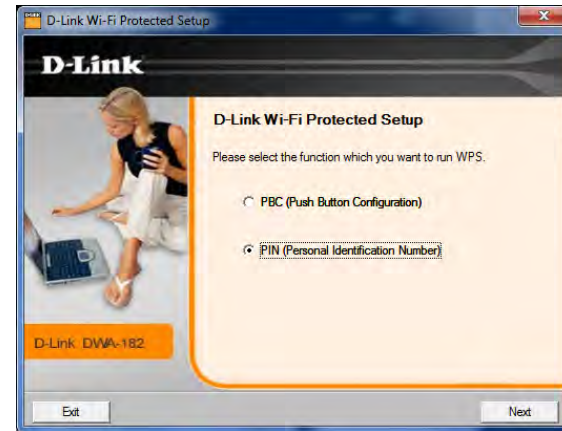 D-Link Wi-Fi Protected Setup
D-Link
D-Link Wi-Fi Protected Setup
Please select the function which you want to run WPS.
PBC (Push Button Configuration)
PIN (Personal Identification Number)
D-Link DWA-182
Exit
Next